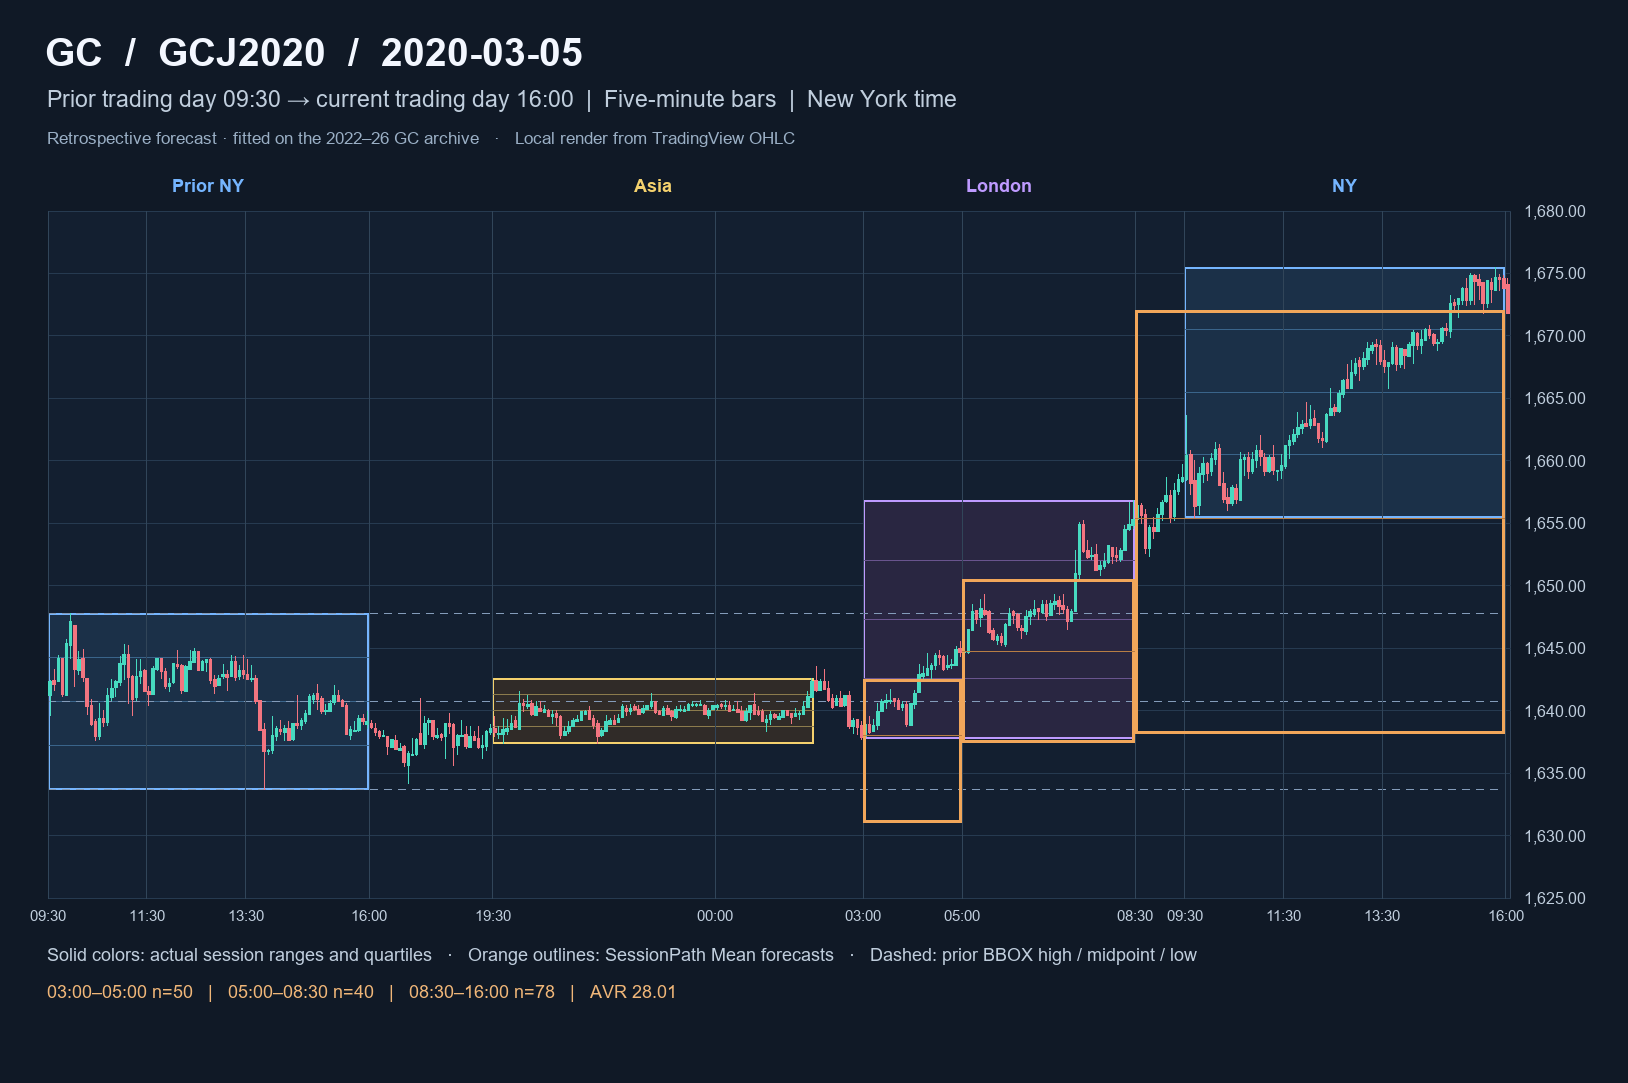 GC / GCJ2020 / 2020-03-05
Prior trading day 09:30 → current trading day 16:00 | Five-minute bars | New York time
Retrospective forecast · fitted on the 2022–26 GC archive · Local render from TradingView OHLC
Prior NY Asia London NY
1,680.00
1,675.00
1,670.00
1,665.00
1,660.00
1,655.00
1,650.00
1,645.00
1,640.00
1,635.00
1,630.00
1,625.00
09:30 11:30 13:30 16:00 19:30 00:00 03:00 05:00 08:30 09:30 11:30 13:30 16:00
Solid colors: actual session ranges and quartiles · Orange outlines: SessionPath Mean forecasts · Dashed: prior BBOX high / midpoint / low
03:00–05:00 n=50 | 05:00–08:30 n=40 | 08:30–16:00 n=78 | AVR 28.01